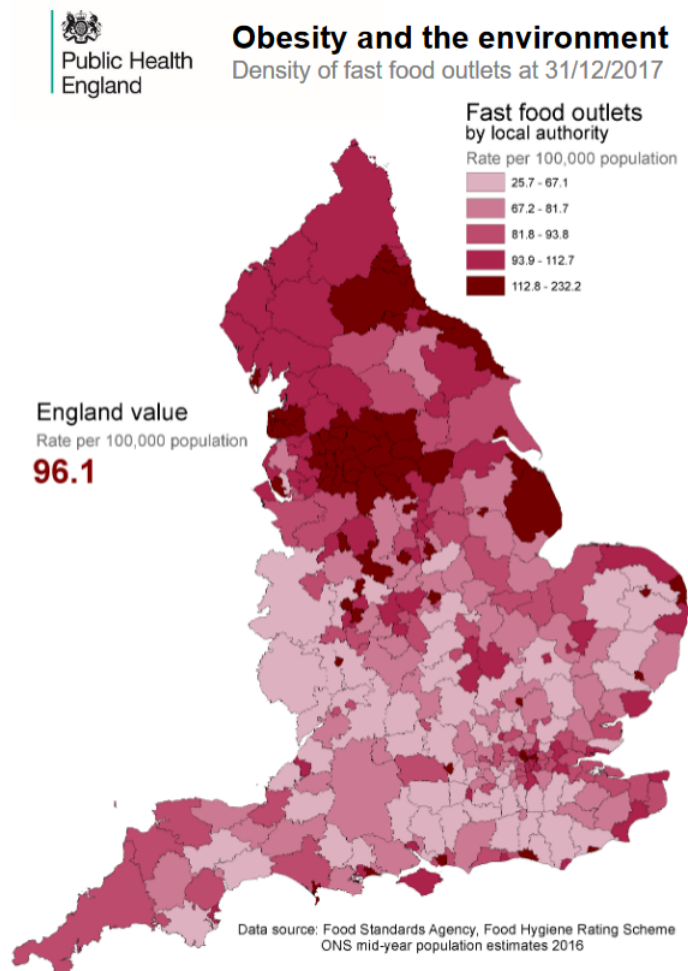 Public Health
England
Obesity and the environment
Density of fast food outlets at 31/12/2017
Fast food outlets
by local authority
Rate per 100,000 population
25.7 - 67.1
67.2 - 81.7
81.8 - 93.8
93.9 - 112.7
112.8 - 232.2
England value
Rate per 100,000 population
96.1
Data source: Food Standards Agency, Food Hygiene Rating Scheme
ONS mid-year population estimates 2016